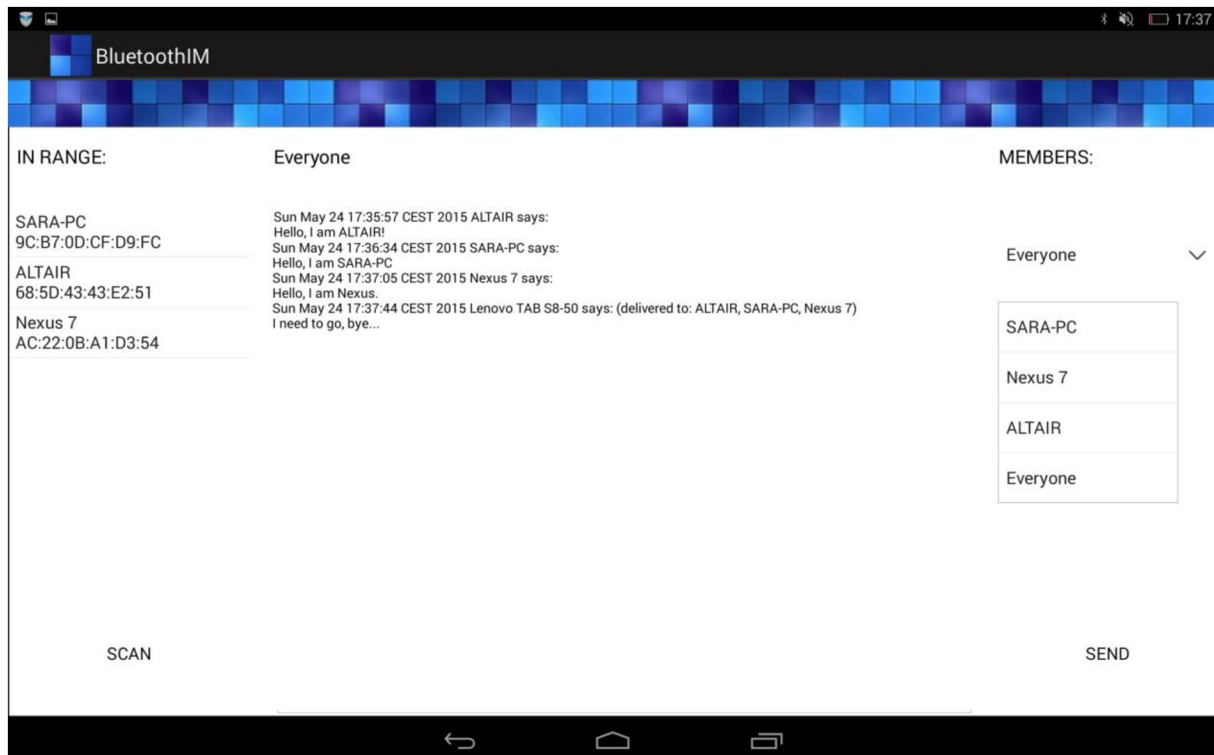 17:37
BluetoothIM
IN RANGE:
SARA-PC
9C:B7:0D:CF:D9:FC
ALTAIR
68:5D:43:43:E2:51
Nexus 7
AC:22:0B:A1:D3:54
SCAN
Everyone
Sun May 24 17:35:57 CEST 2015 ALTAIR says:
Hello, I am ALTAIR!
Sun May 24 17:36:34 CEST 2015 SARA-PC says:
Hello, I am SARA-PC
Sun May 24 17:37:05 CEST 2015 Nexus 7 says:
Hello, I am Nexus.
Sun May 24 17:37:44 CEST 2015 Lenovo TAB S8-50 says: (delivered to: ALTAIR, SARA-PC, Nexus 7)
I need to go, bye...
MEMBERS:
Everyone
SARA-PC
Nexus 7
ALTAIR
Everyone
SEND